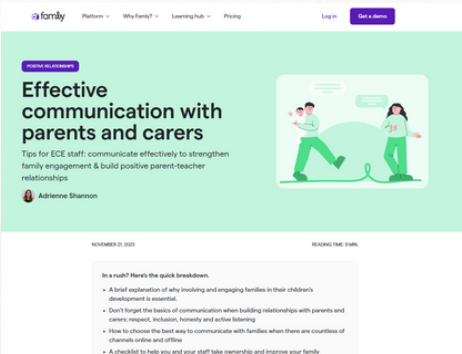 famly
Platform
Why Famly?
Learning hub
Pricing
Log in
Get a demo
POSITIVE RELATIONSHIPS
Effective
communication with
parents and carers
Tips for ECE staff: communicate effectively to strengthen
family engagement & build positive parent-teacher
relationships
Adrienne Shannon
NOVEMBER 21, 2023
READING TIME: 9 MIN.
In a rush? Here's the quick breakdown.
• A brief explanation of why involving and engaging families in their children's
development is essential.
• Don't forget the basics of communication when building relationships with parents and
carers: respect, inclusion, honesty and active listening
• How to choose the best way to communicate with families when there are countless of
channels online and offline
• A checklist to help you and your staff take ownership and improve your family